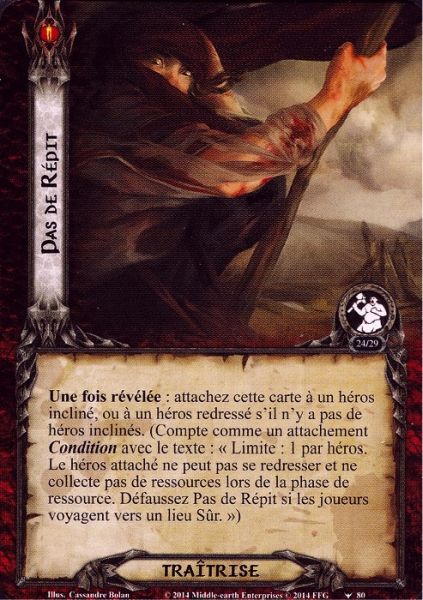 Pas de Répit
24/29
Une fois révélée : attachez cette carte à un héros
incliné, ou à un héros redressé s'il n'y a pas de
héros inclinés. (Compte comme un attachement
Condition avec le texte : « Limite : 1 par héros.
Le héros attaché ne peut pas se redresser et ne
collecte pas de ressources lors de la phase de
ressource. Défaussez Pas de Répit si les joueurs
voyagent vers un lieu Sûr. »)
TRAÎTRISE
Illus. Cassandre Bolan © 2014 Middle-earth Enterprises © 2014 FFG 80